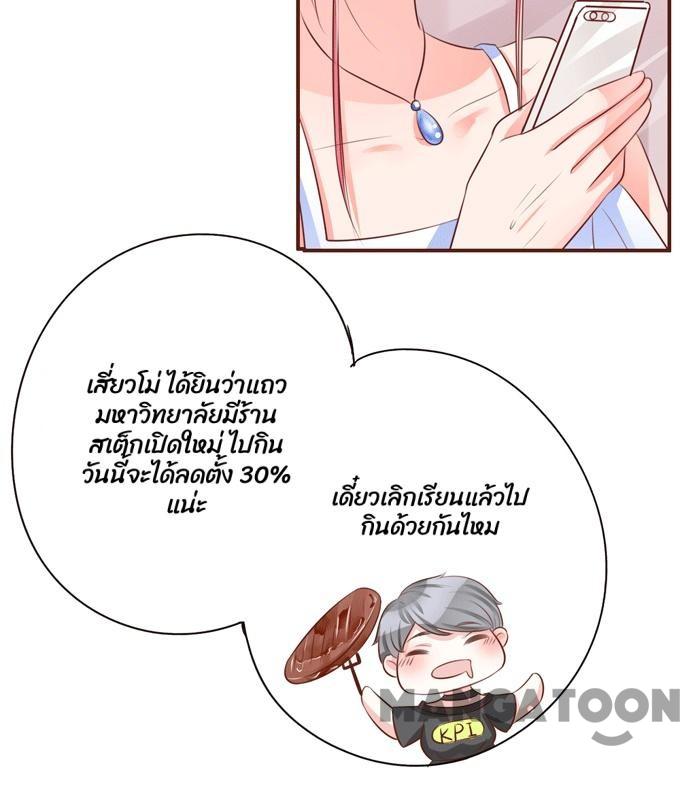 เสี่ยวโม่ ได้ยินว่าแถว
มหาวิทยาลัยมีร้าน
สเต็กเปิดใหม่ ไปกิน
วันนี้จะได้ลดตั้ง 30%
แน่ะ
เดี๋ยวเลิกเรียนแล้วไป
กินด้วยกันไหม
KPI
MANGATOON